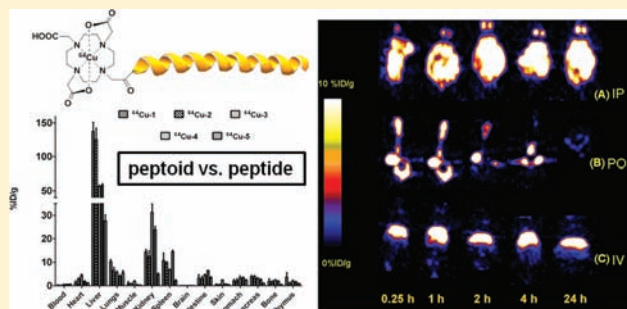 HOOC
O
O
N
N
⁶⁴Cu
N
N
O
O
O
⁶⁴Cu-1 ⁶⁴Cu-2 ⁶⁴Cu-3
⁶⁴Cu-4 ⁶⁴Cu-5
peptoid vs. peptide
%ID/g
150
100
50
30
20
10
0
Blood
Heart
Liver
Lungs
Muscle
Kidney
Spleen
Brain
Intestine
Skin
Stomach
Pancreas
Bone
Thymus
10 %ID/g
0%ID/g
(A) IP
(B) PO
(C) IV
0.25 h 1 h 2 h 4 h 24 h